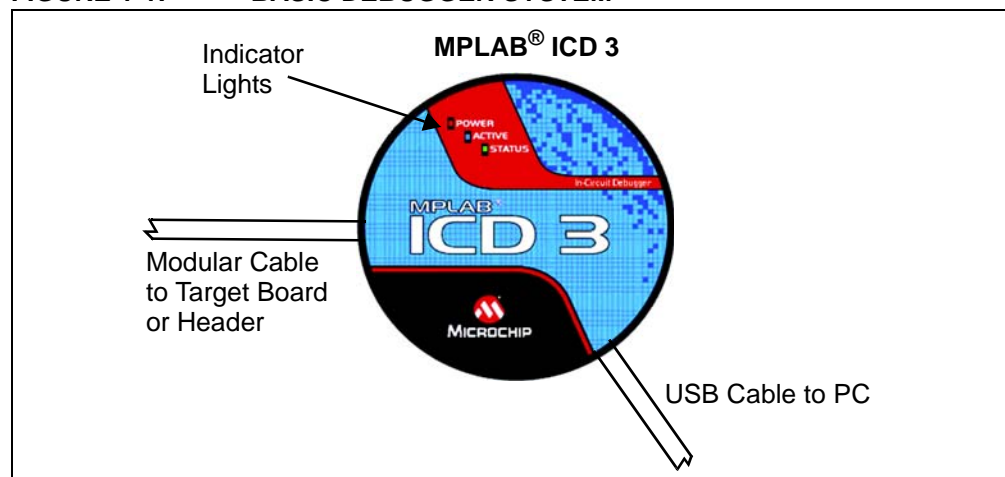 MPLAB® ICD 3
Indicator
Lights
POWER
ACTIVE
STATUS
In-Circuit Debugger
MPLAB®
ICD 3
Modular Cable
to Target Board
or Header
MICROCHIP
USB Cable to PC